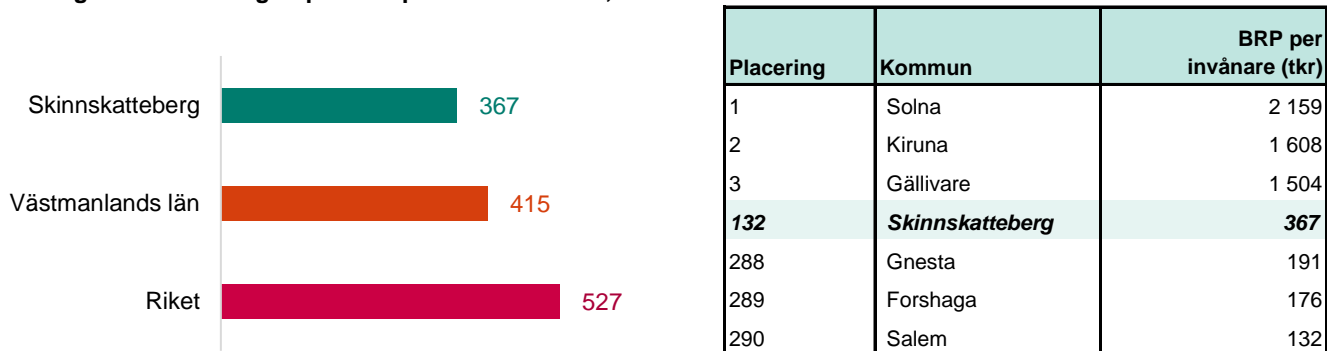 Skinnskatteberg 367
Västmanlands län 415
Riket 527
Placering Kommun BRP per invånare (tkr)
1 Solna 2 159
2 Kiruna 1 608
3 Gällivare 1 504
132 Skinnskatteberg 367
288 Gnesta 191
289 Forshaga 176
290 Salem 132